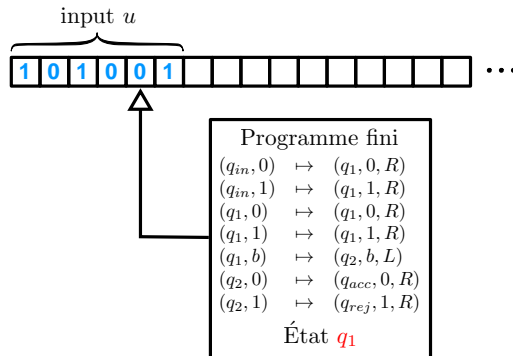 input u
1 0 1 0 0 1 ...
Programme fini
(q_in, 0) ↦ (q_1, 0, R)
(q_in, 1) ↦ (q_1, 1, R)
(q_1, 0) ↦ (q_1, 0, R)
(q_1, 1) ↦ (q_1, 1, R)
(q_1, b) ↦ (q_2, b, L)
(q_2, 0) ↦ (q_acc, 0, R)
(q_2, 1) ↦ (q_rej, 1, R)
État q_1